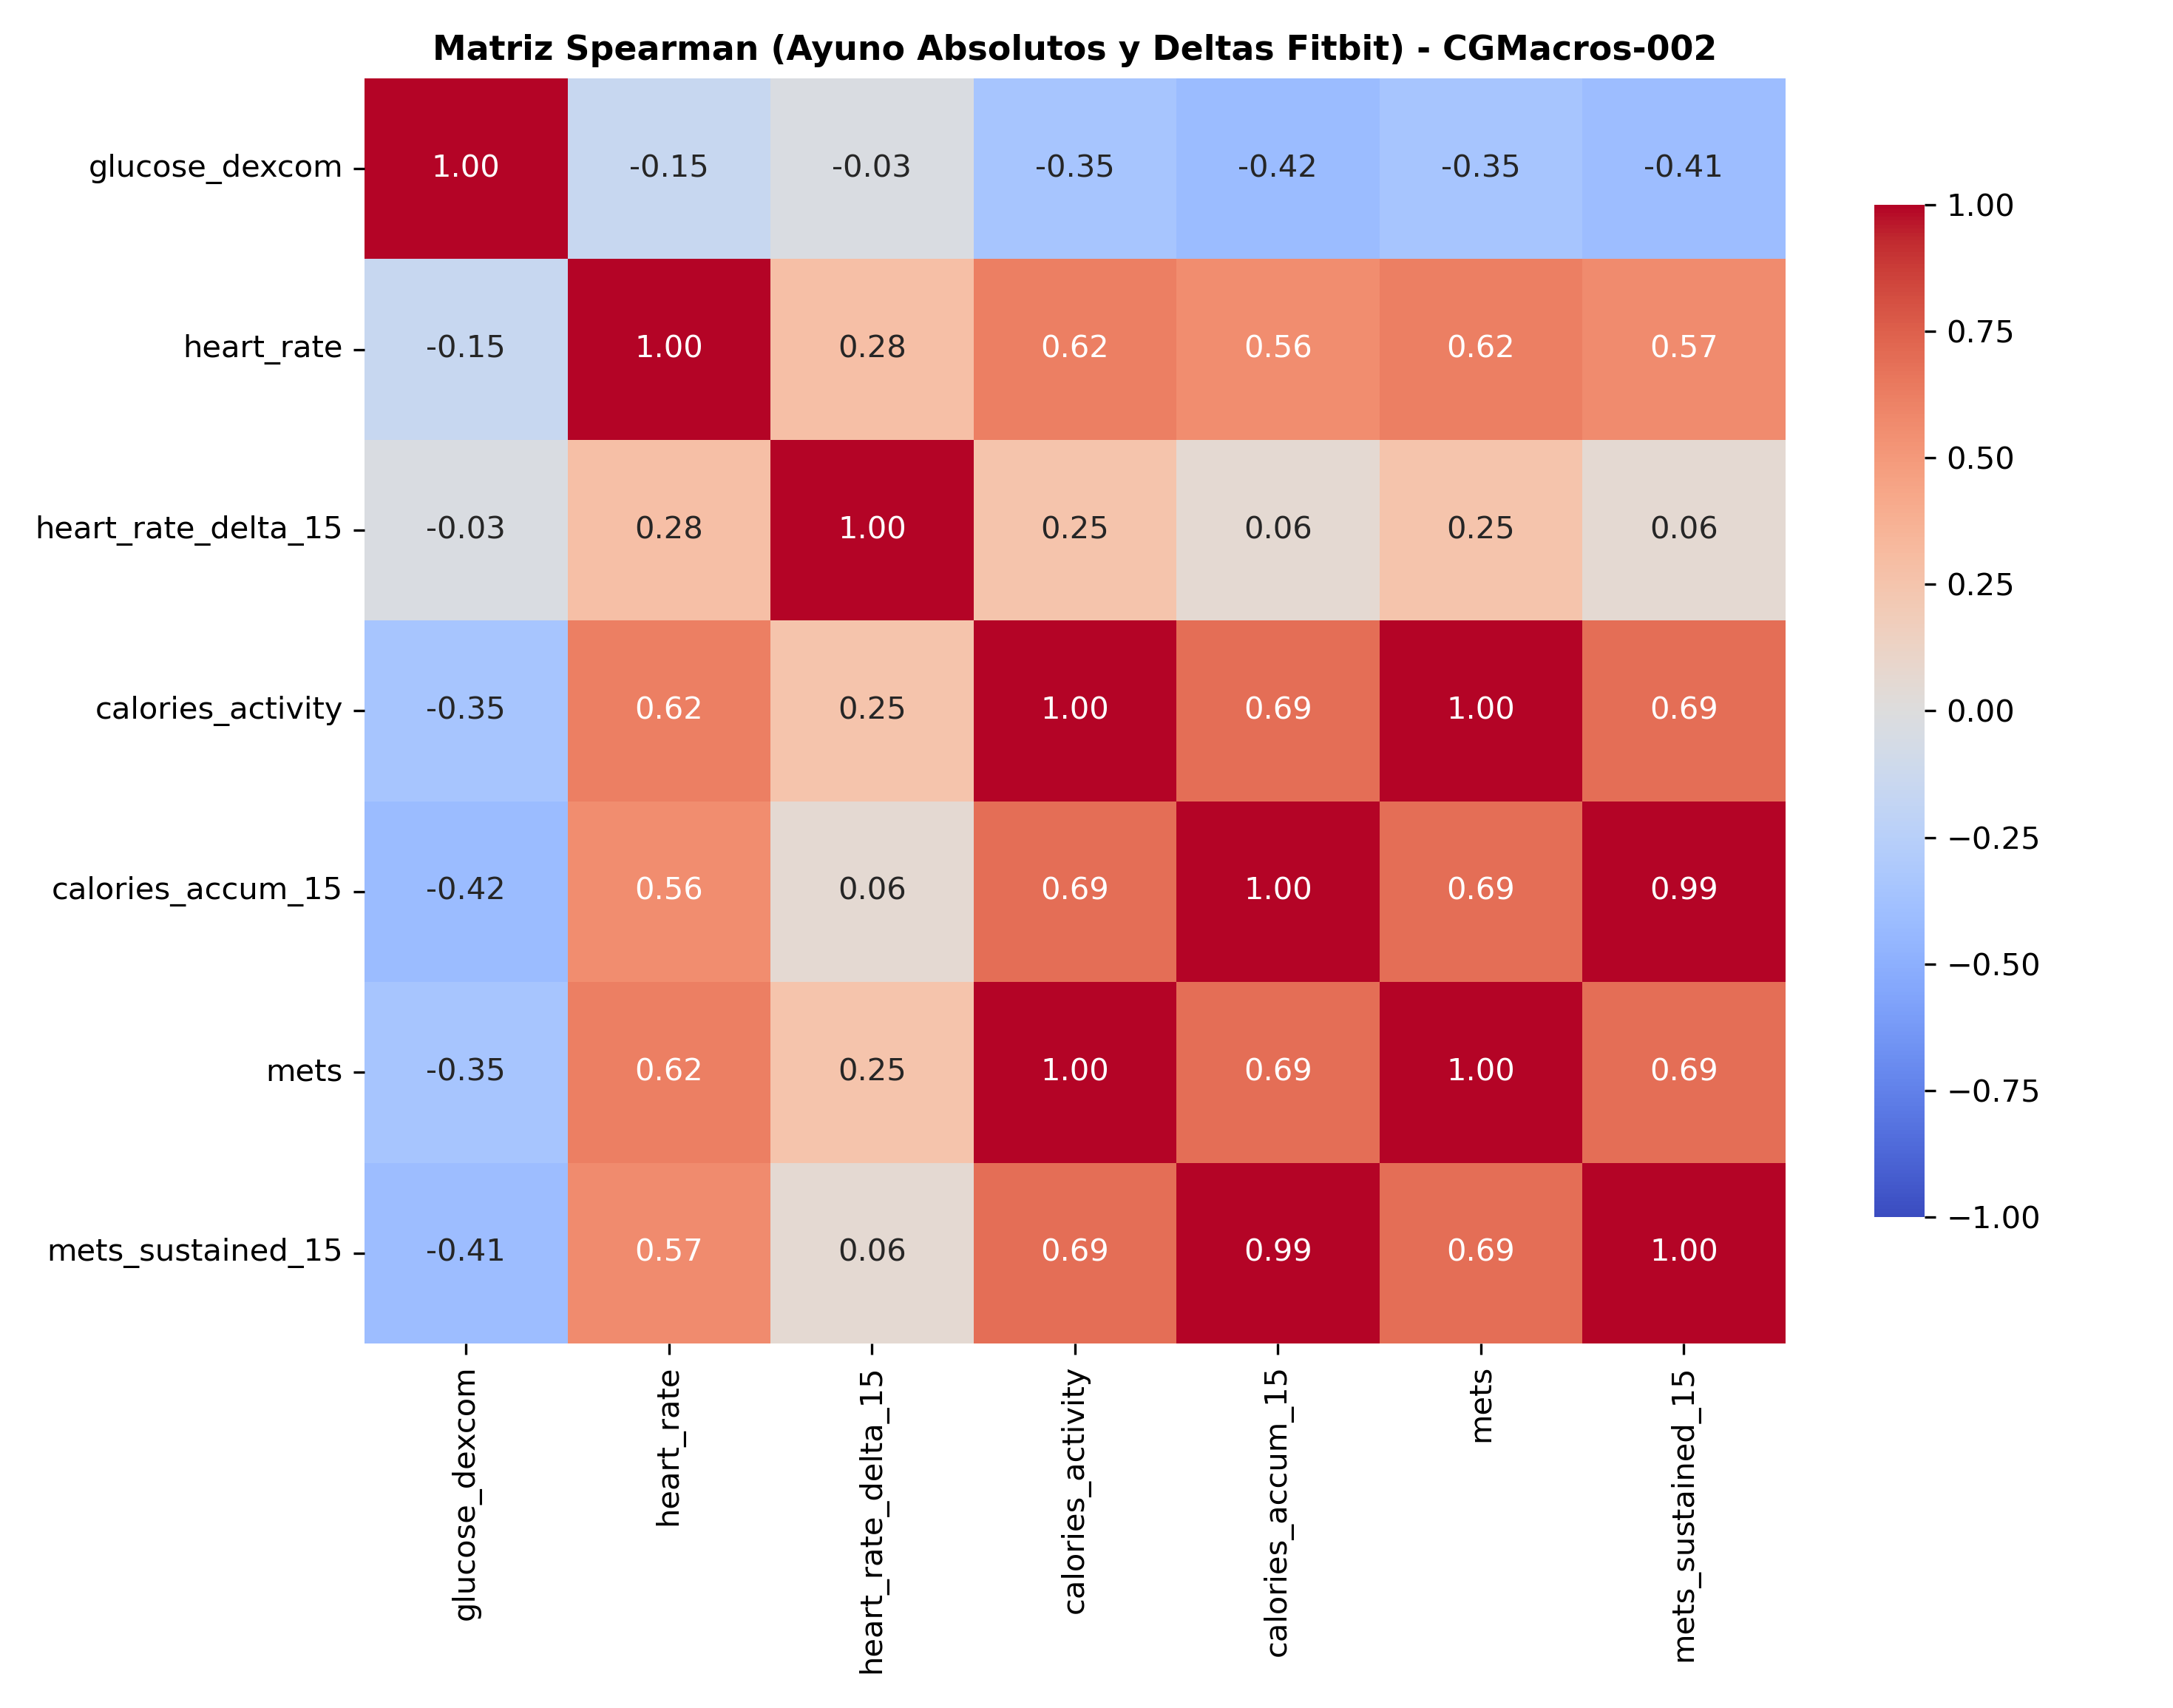 Matriz Spearman (Ayuno Absolutos y Deltas Fitbit) - CGMacros-002
glucose_dexcom 1.00 -0.15 -0.03 -0.35 -0.42 -0.35 -0.41
heart_rate -0.15 1.00 0.28 0.62 0.56 0.62 0.57
heart_rate_delta_15 -0.03 0.28 1.00 0.25 0.06 0.25 0.06
calories_activity -0.35 0.62 0.25 1.00 0.69 1.00 0.69
calories_accum_15 -0.42 0.56 0.06 0.69 1.00 0.69 0.99
mets -0.35 0.62 0.25 1.00 0.69 1.00 0.69
mets_sustained_15 -0.41 0.57 0.06 0.69 0.99 0.69 1.00
glucose_dexcom
heart_rate
heart_rate_delta_15
calories_activity
calories_accum_15
mets
mets_sustained_15
1.00
0.75
0.50
0.25
0.00
−0.25
−0.50
−0.75
−1.00